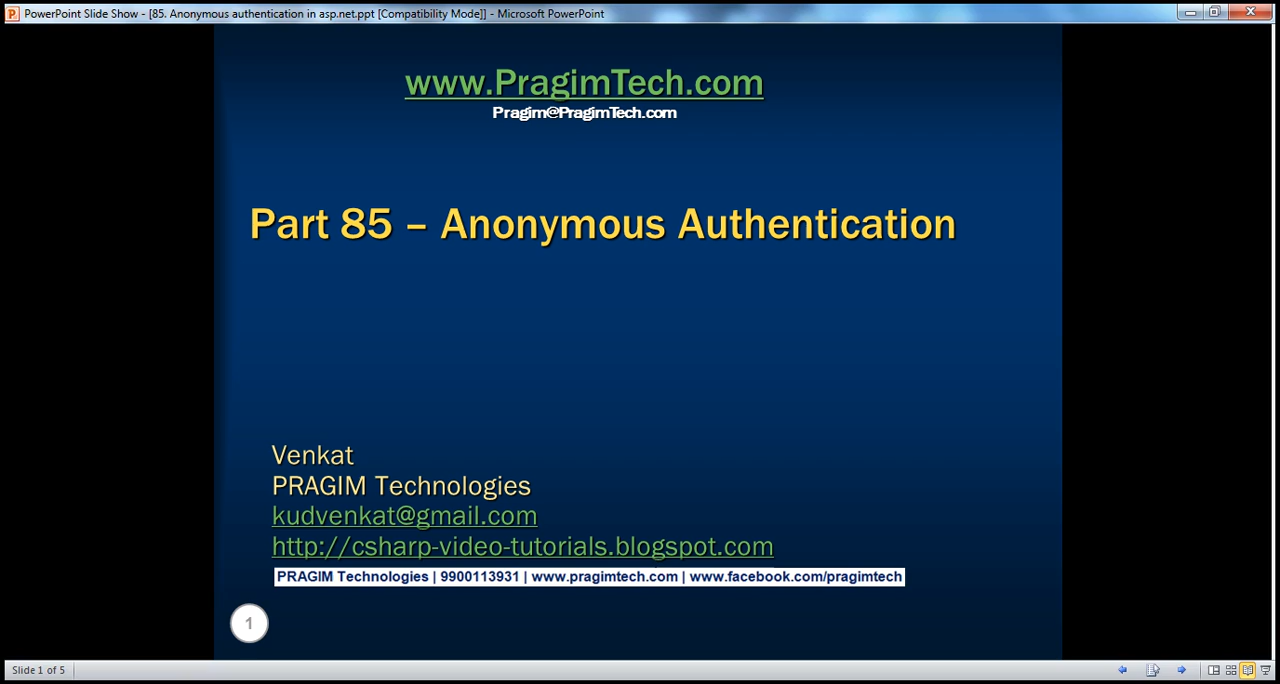 PowerPoint Slide Show - [85. Anonymous authentication in asp.net.ppt [Compatibility Mode]] - Microsoft PowerPoint
www.PragimTech.com
Pragim@PragimTech.com
Part 85 – Anonymous Authentication
Venkat
PRAGIM Technologies
kudvenkat@gmail.com
http://csharp-video-tutorials.blogspot.com
PRAGIM Technologies | 9900113931 | www.pragimtech.com | www.facebook.com/pragimtech
1
Slide 1 of 5